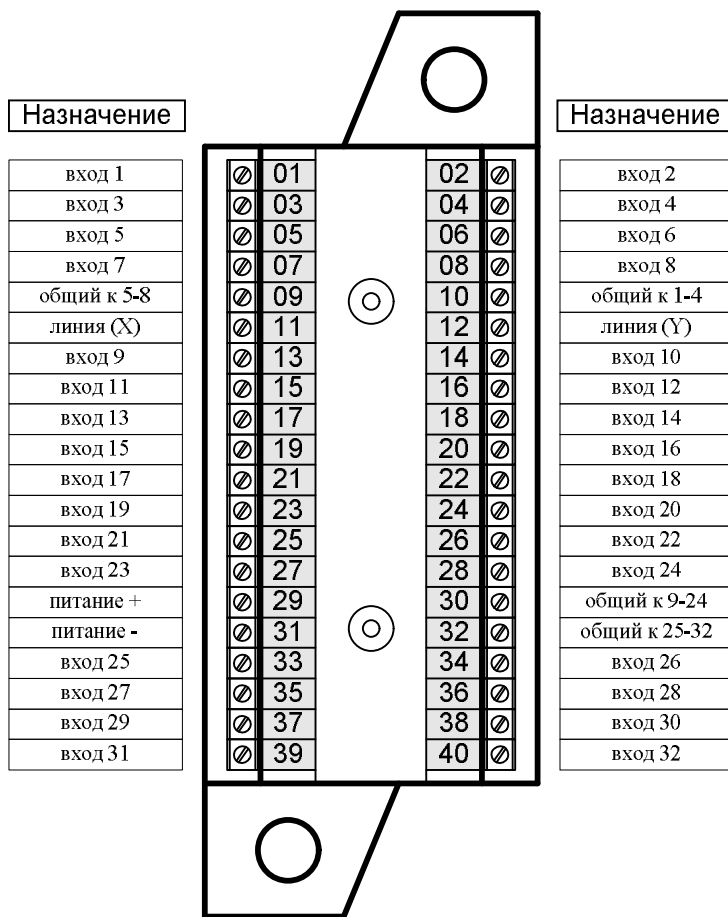 Назначение Назначение
вход 1 01 02 вход 2
вход 3 03 04 вход 4
вход 5 05 06 вход 6
вход 7 07 08 вход 8
общий к 5-8 09 10 общий к 1-4
линия (X) 11 12 линия (Y)
вход 9 13 14 вход 10
вход 11 15 16 вход 12
вход 13 17 18 вход 14
вход 15 19 20 вход 16
вход 17 21 22 вход 18
вход 19 23 24 вход 20
вход 21 25 26 вход 22
вход 23 27 28 вход 24
питание + 29 30 общий к 9-24
питание - 31 32 общий к 25-32
вход 25 33 34 вход 26
вход 27 35 36 вход 28
вход 29 37 38 вход 30
вход 31 39 40 вход 32